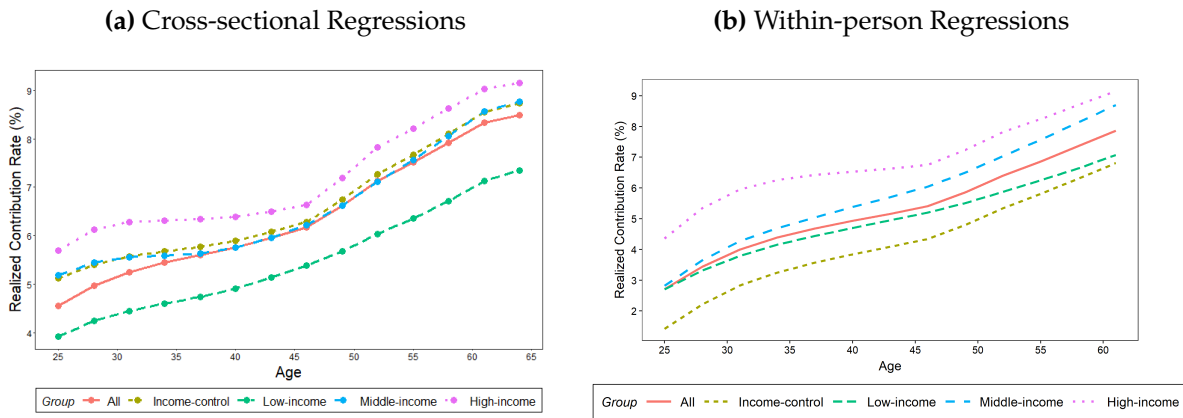 (a) Cross-sectional Regressions
Realized Contribution Rate (%)
9
8
7
6
5
4
25 30 35 40 45 50 55 60 65
Age
Group All Income-control Low-income Middle-income High-income
(b) Within-person Regressions
Realized Contribution Rate (%)
9
8
7
6
5
4
3
2
25 30 35 40 45 50 55 60
Age
Group All Income-control Low-income Middle-income High-income